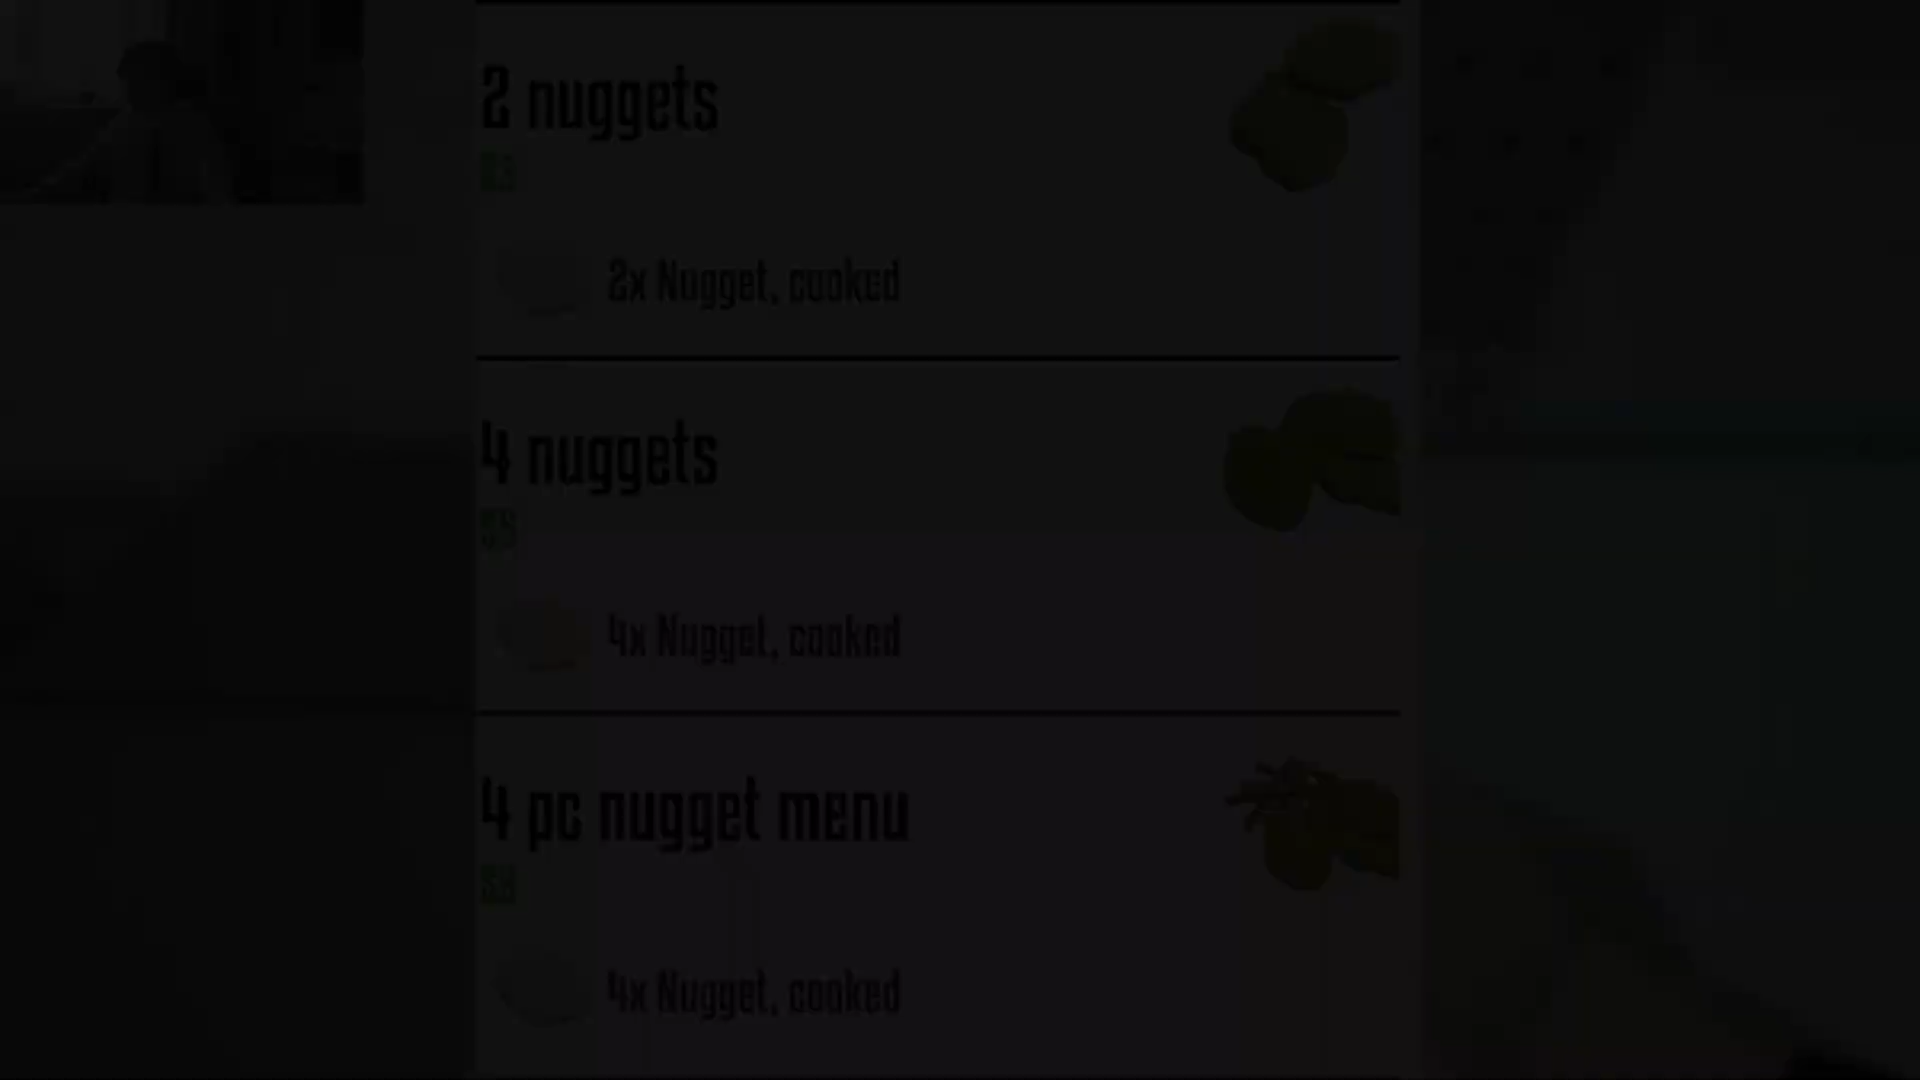 2 nuggets
2x Nugget, cooked
4 nuggets
4x Nugget, cooked
4 pc nugget menu
4x Nugget, cooked